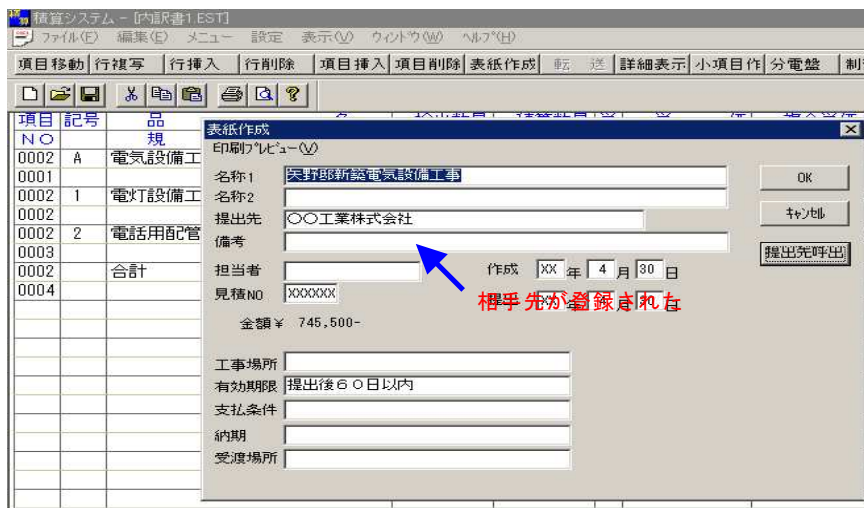 積算システム - [内訳書1.EST]
ファイル(F) 編集(E) メニュー 設定 表示(V) ウィンドウ(W) ヘルプ(H)
項目移動 行複写 行挿入 行削除 項目挿入 項目削除 表紙作成 転 送 詳細表示 小項目作 分電盤 制
項目 記号 品
NO 規
0002 A 電気設備工
0001
0002 1 電灯設備工
0002
0002 2 電話用配管
0003
0002 合計
0004
表紙作成
印刷プレビュー(V)
名称1 矢野邸新築電気設備工事
名称2
提出先 〇〇工業株式会社
備考
担当者
作成 XX 年 4 月 30 日
見積NO XXXXXX
年 月 日
相手先が登録された
金額¥ 745,500-
工事場所
有効期限 提出後60日以内
支払条件
納期
受渡場所
OK
キャンセル
提出先呼出